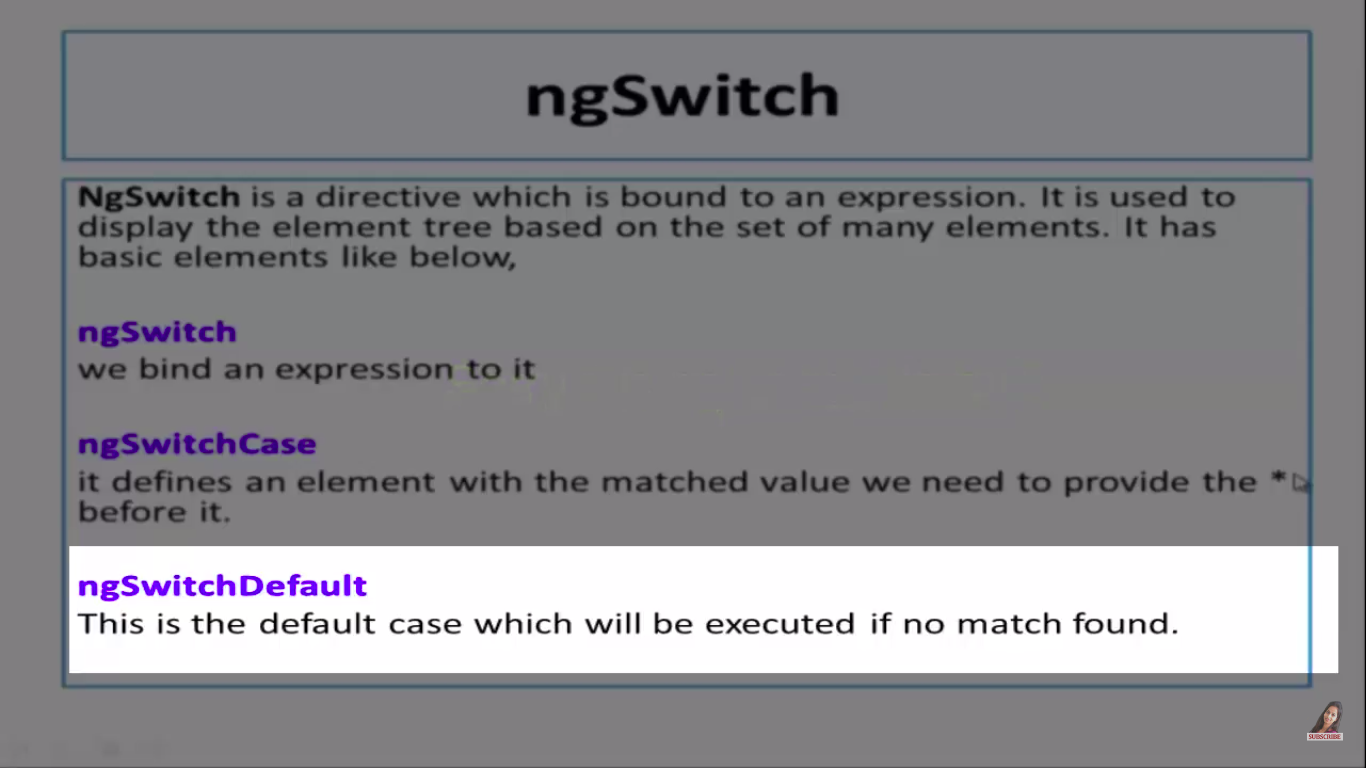 ngSwitch
NgSwitch is a directive which is bound to an expression. It is used to
display the element tree based on the set of many elements. It has
basic elements like below,
ngSwitch
we bind an expression to it
ngSwitchCase
it defines an element with the matched value we need to provide the *
before it.
ngSwitchDefault
This is the default case which will be executed if no match found.
SUBSCRIBE